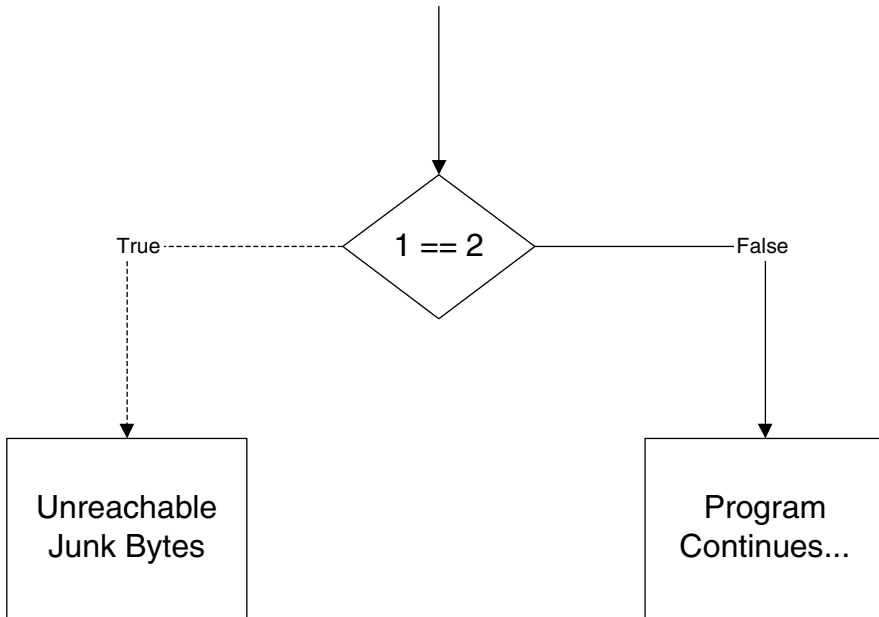 1 == 2
True
False
Unreachable
Junk Bytes
Program
Continues...